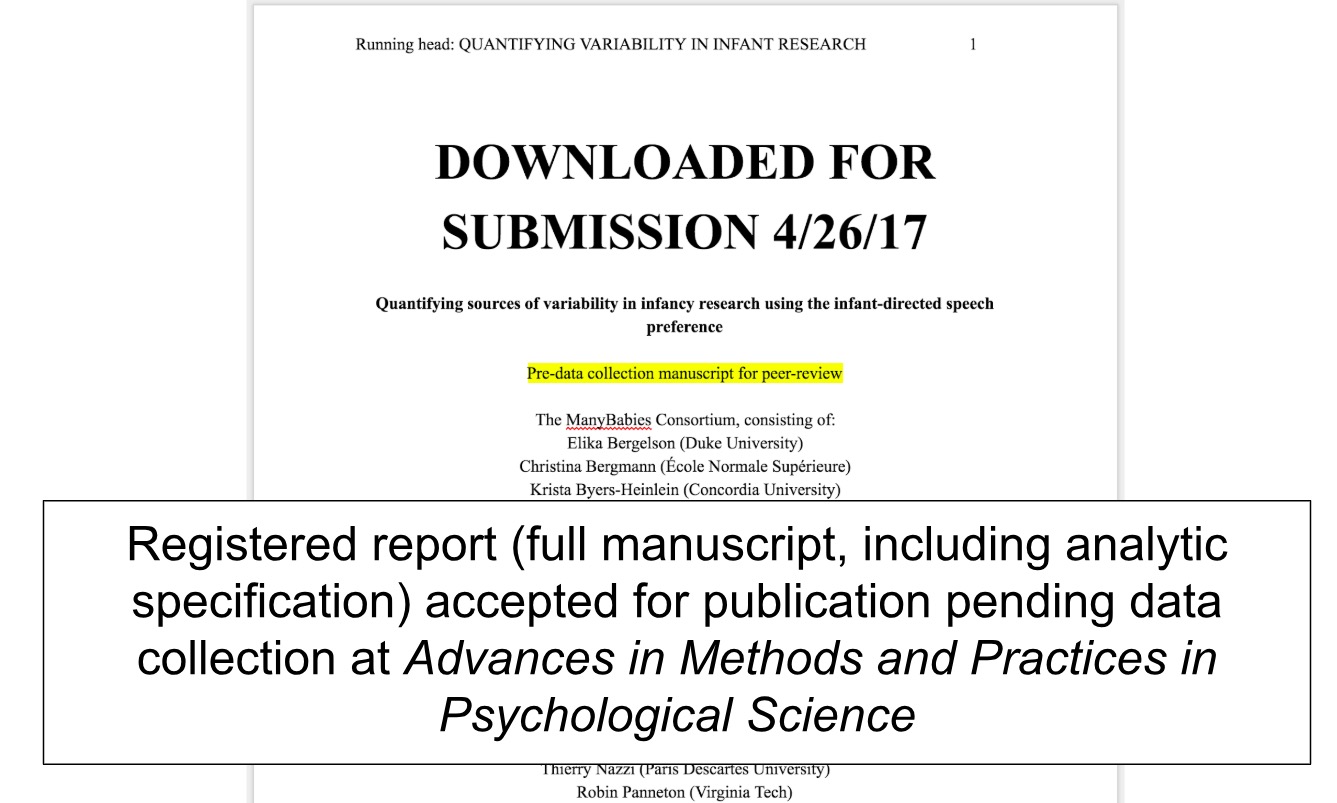 Running head: QUANTIFYING VARIABILITY IN INFANT RESEARCH 1
DOWNLOADED FOR
SUBMISSION 4/26/17
Quantifying sources of variability in infancy research using the infant-directed speech
preference
Pre-data collection manuscript for peer-review
The ManyBabies Consortium, consisting of:
Elika Bergelson (Duke University)
Christina Bergmann (École Normale Supérieure)
Krista Byers-Heinlein (Concordia University)
Registered report (full manuscript, including analytic
specification) accepted for publication pending data
collection at Advances in Methods and Practices in
Psychological Science
Thierry Nazzi (Paris Descartes University)
Robin Panneton (Virginia Tech)